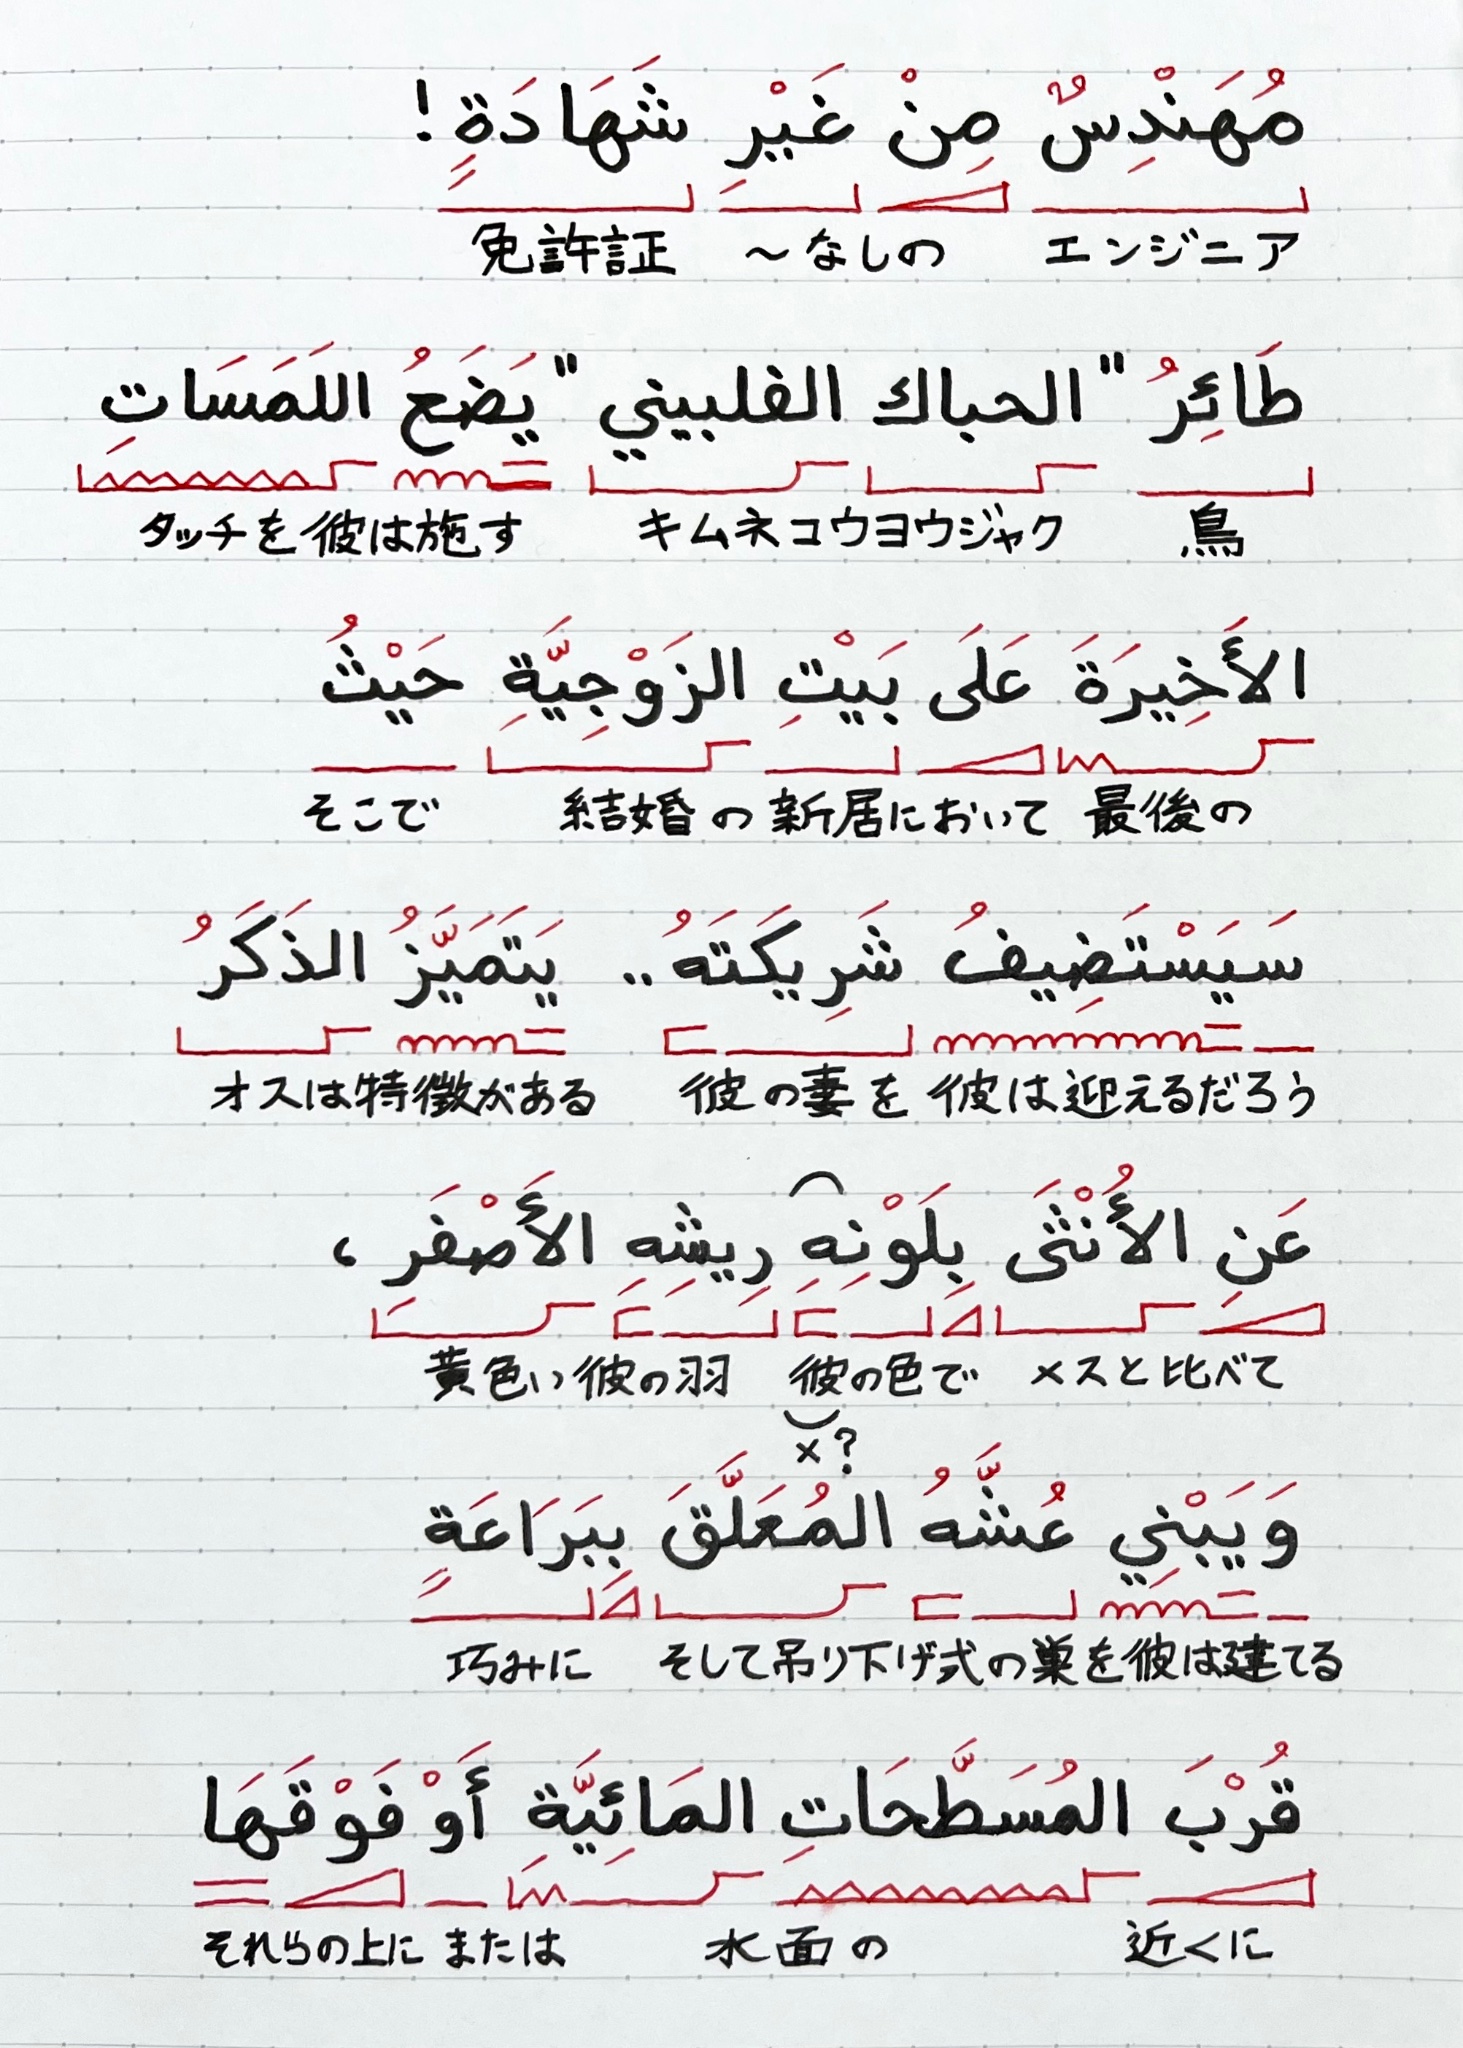 مُهَنْدِسٌ مِنْ غَيْرِ شَهَادَةٍ!
免許証 〜なしの エンジニア
طَائِرُ "الحباك الفلبيني" يَضَعُ اللَمَسَاتِ
タッチを彼は施す キムネコウヨウジャク 鳥
الأَخِيرَةَ عَلَى بَيْتِ الزَوْجِيَّةِ حَيْثُ
そこで 結婚の新居において 最後の
سَيَسْتَضِيفُ شَرِيكَتَهُ.. يَتَمَيَّزُ الذَكَرُ
オスは特徴がある 彼の妻を 彼は迎えるだろう
عَنِ الأُنْثَى بِلَوْنِهِ رِيشِهِ الأَصْفَرِ،
黄色い彼の羽 彼の色で メスと比べて
×?
وَيَبْنِي عُشَّهُ المُعَلَّقَ بِبَرَاعَةٍ
巧みに そして吊り下げ式の巣を彼は建てる
قُرْبَ المُسَطَّحَاتِ المَائِيَّةِ أَوْ فَوْقَهَا
それらの上に または 水面の 近くに